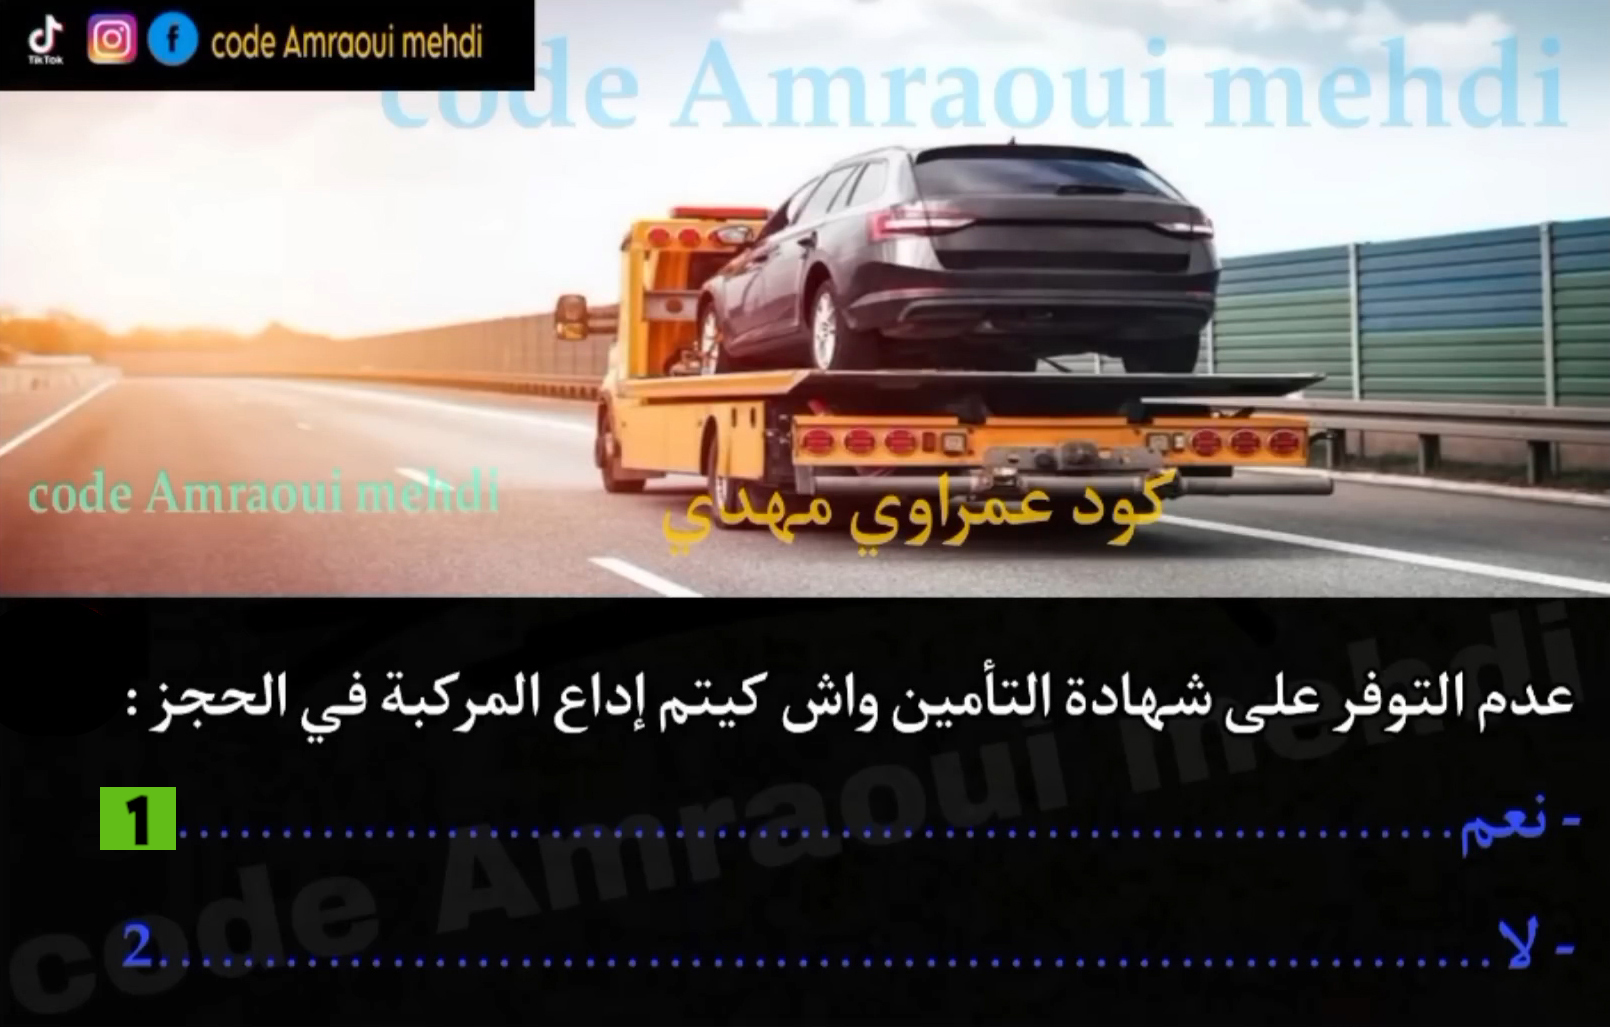 TikTok
code Amraoui mehdi
code Amraoui mehdi
code Amraoui mehdi
كود عمراوي مهدي
عدم التوفر على شهادة التأمين واش كيتم إداع المركبة في الحجز :
- نعم........................................1
- لا........................................2
code Amraoui mehdi